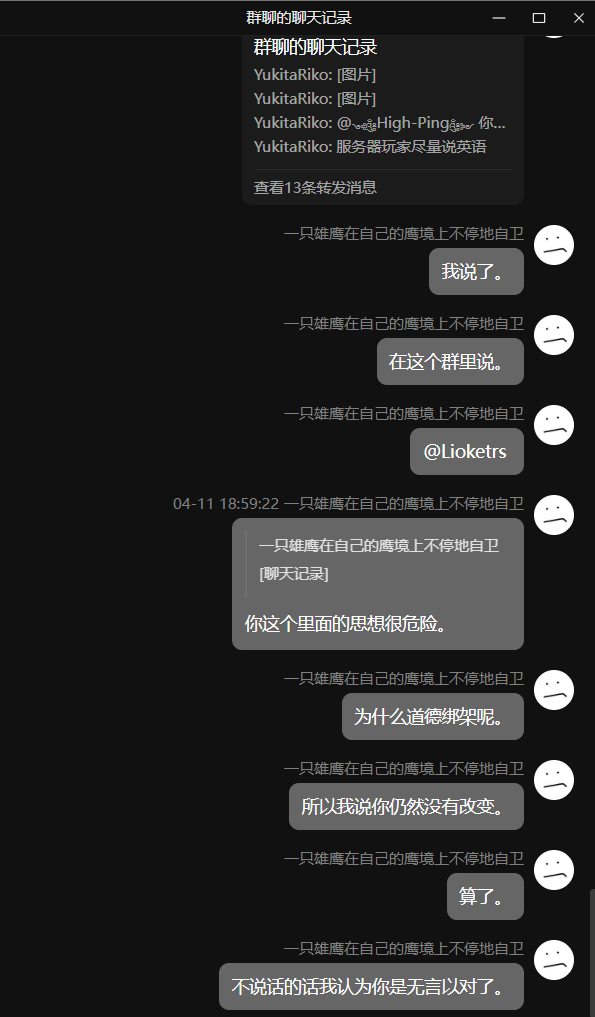 群聊的聊天记录
群聊的聊天记录
YukitaRiko: [图片]
YukitaRiko: [图片]
YukitaRiko: @༺ঌৣHigh-Pingৣঌ༻ 你...
YukitaRiko: 服务器玩家尽量说英语
查看13条转发消息
一只雄鹰在自己的鹰境上不停地自卫
我说了。
一只雄鹰在自己的鹰境上不停地自卫
在这个群里说。
一只雄鹰在自己的鹰境上不停地自卫
@Lioketrs
04-11 18:59:22 一只雄鹰在自己的鹰境上不停地自卫
一只雄鹰在自己的鹰境上不停地自卫
[聊天记录]
你这个里面的思想很危险。
一只雄鹰在自己的鹰境上不停地自卫
为什么道德绑架呢。
一只雄鹰在自己的鹰境上不停地自卫
所以我说你仍然没有改变。
一只雄鹰在自己的鹰境上不停地自卫
算了。
一只雄鹰在自己的鹰境上不停地自卫
不说话的话我认为你是无言以对了。